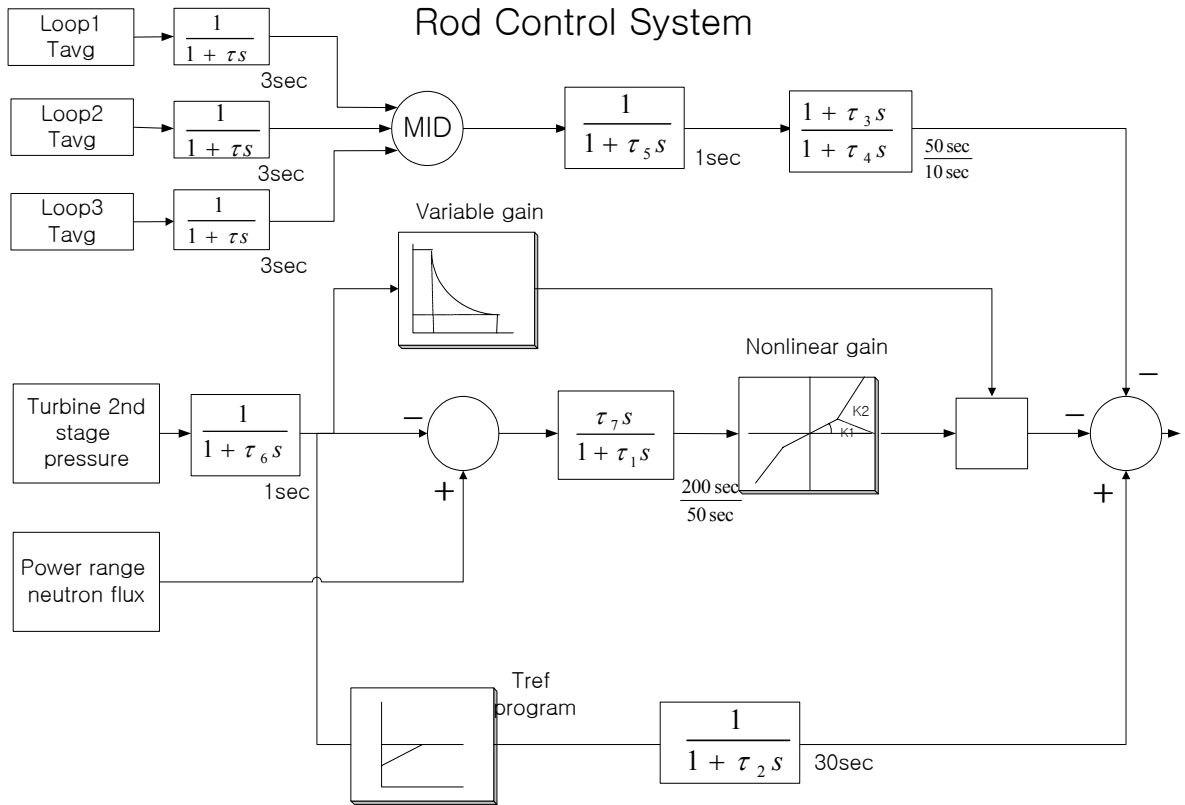 Rod Control System
Loop1
Tavg
1
1 + τs
3sec
Loop2
Tavg
1
1 + τs
3sec
Loop3
Tavg
1
1 + τs
3sec
MID
1
1 + τ5s
1sec
1 + τ3s
1 + τ4s
50 sec
10 sec
Variable gain
Nonlinear gain
K2
K1
Turbine 2nd
stage
pressure
1
1 + τ6s
1sec
−
+
τ7s
1 + τ1s
200 sec
50 sec
−
−
+
Power range
neutron flux
Tref
program
1
1 + τ2s
30sec